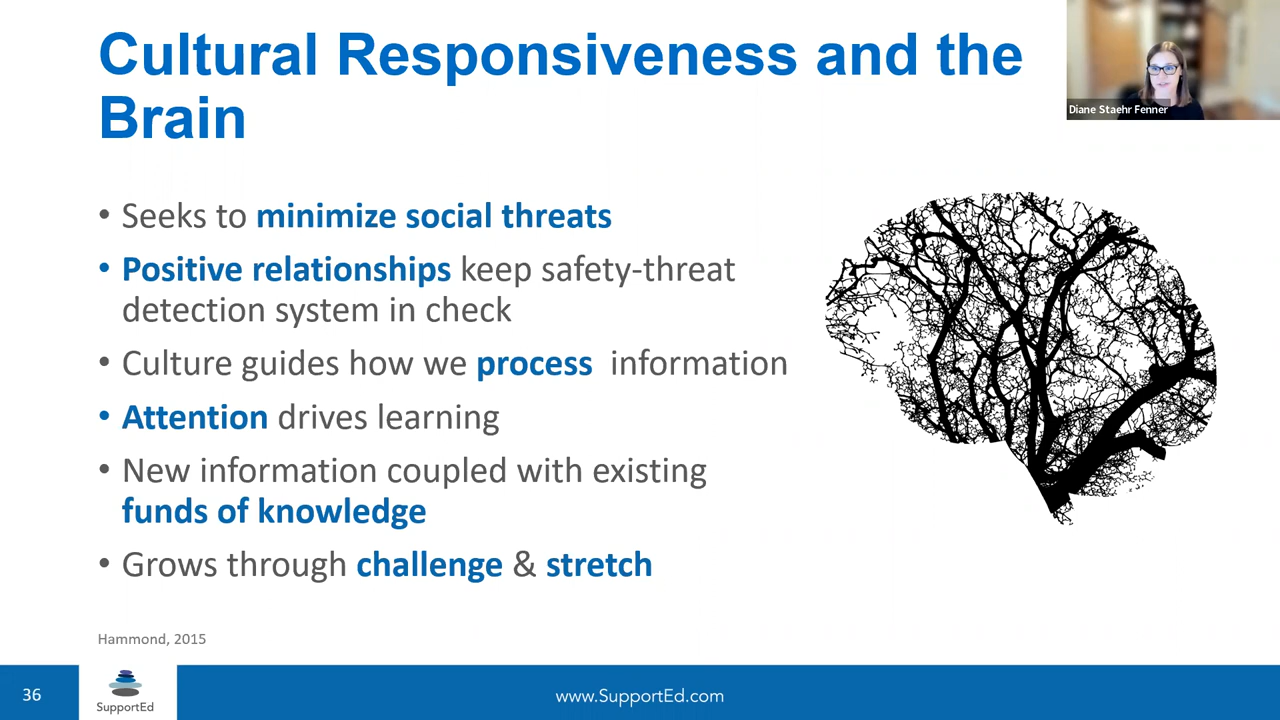 Cultural Responsiveness and the
Brain
Diane Staehr Fenner
• Seeks to minimize social threats
• Positive relationships keep safety-threat
detection system in check
• Culture guides how we process information
• Attention drives learning
• New information coupled with existing
funds of knowledge
• Grows through challenge & stretch
Hammond, 2015
36
SupportEd
www.SupportEd.com